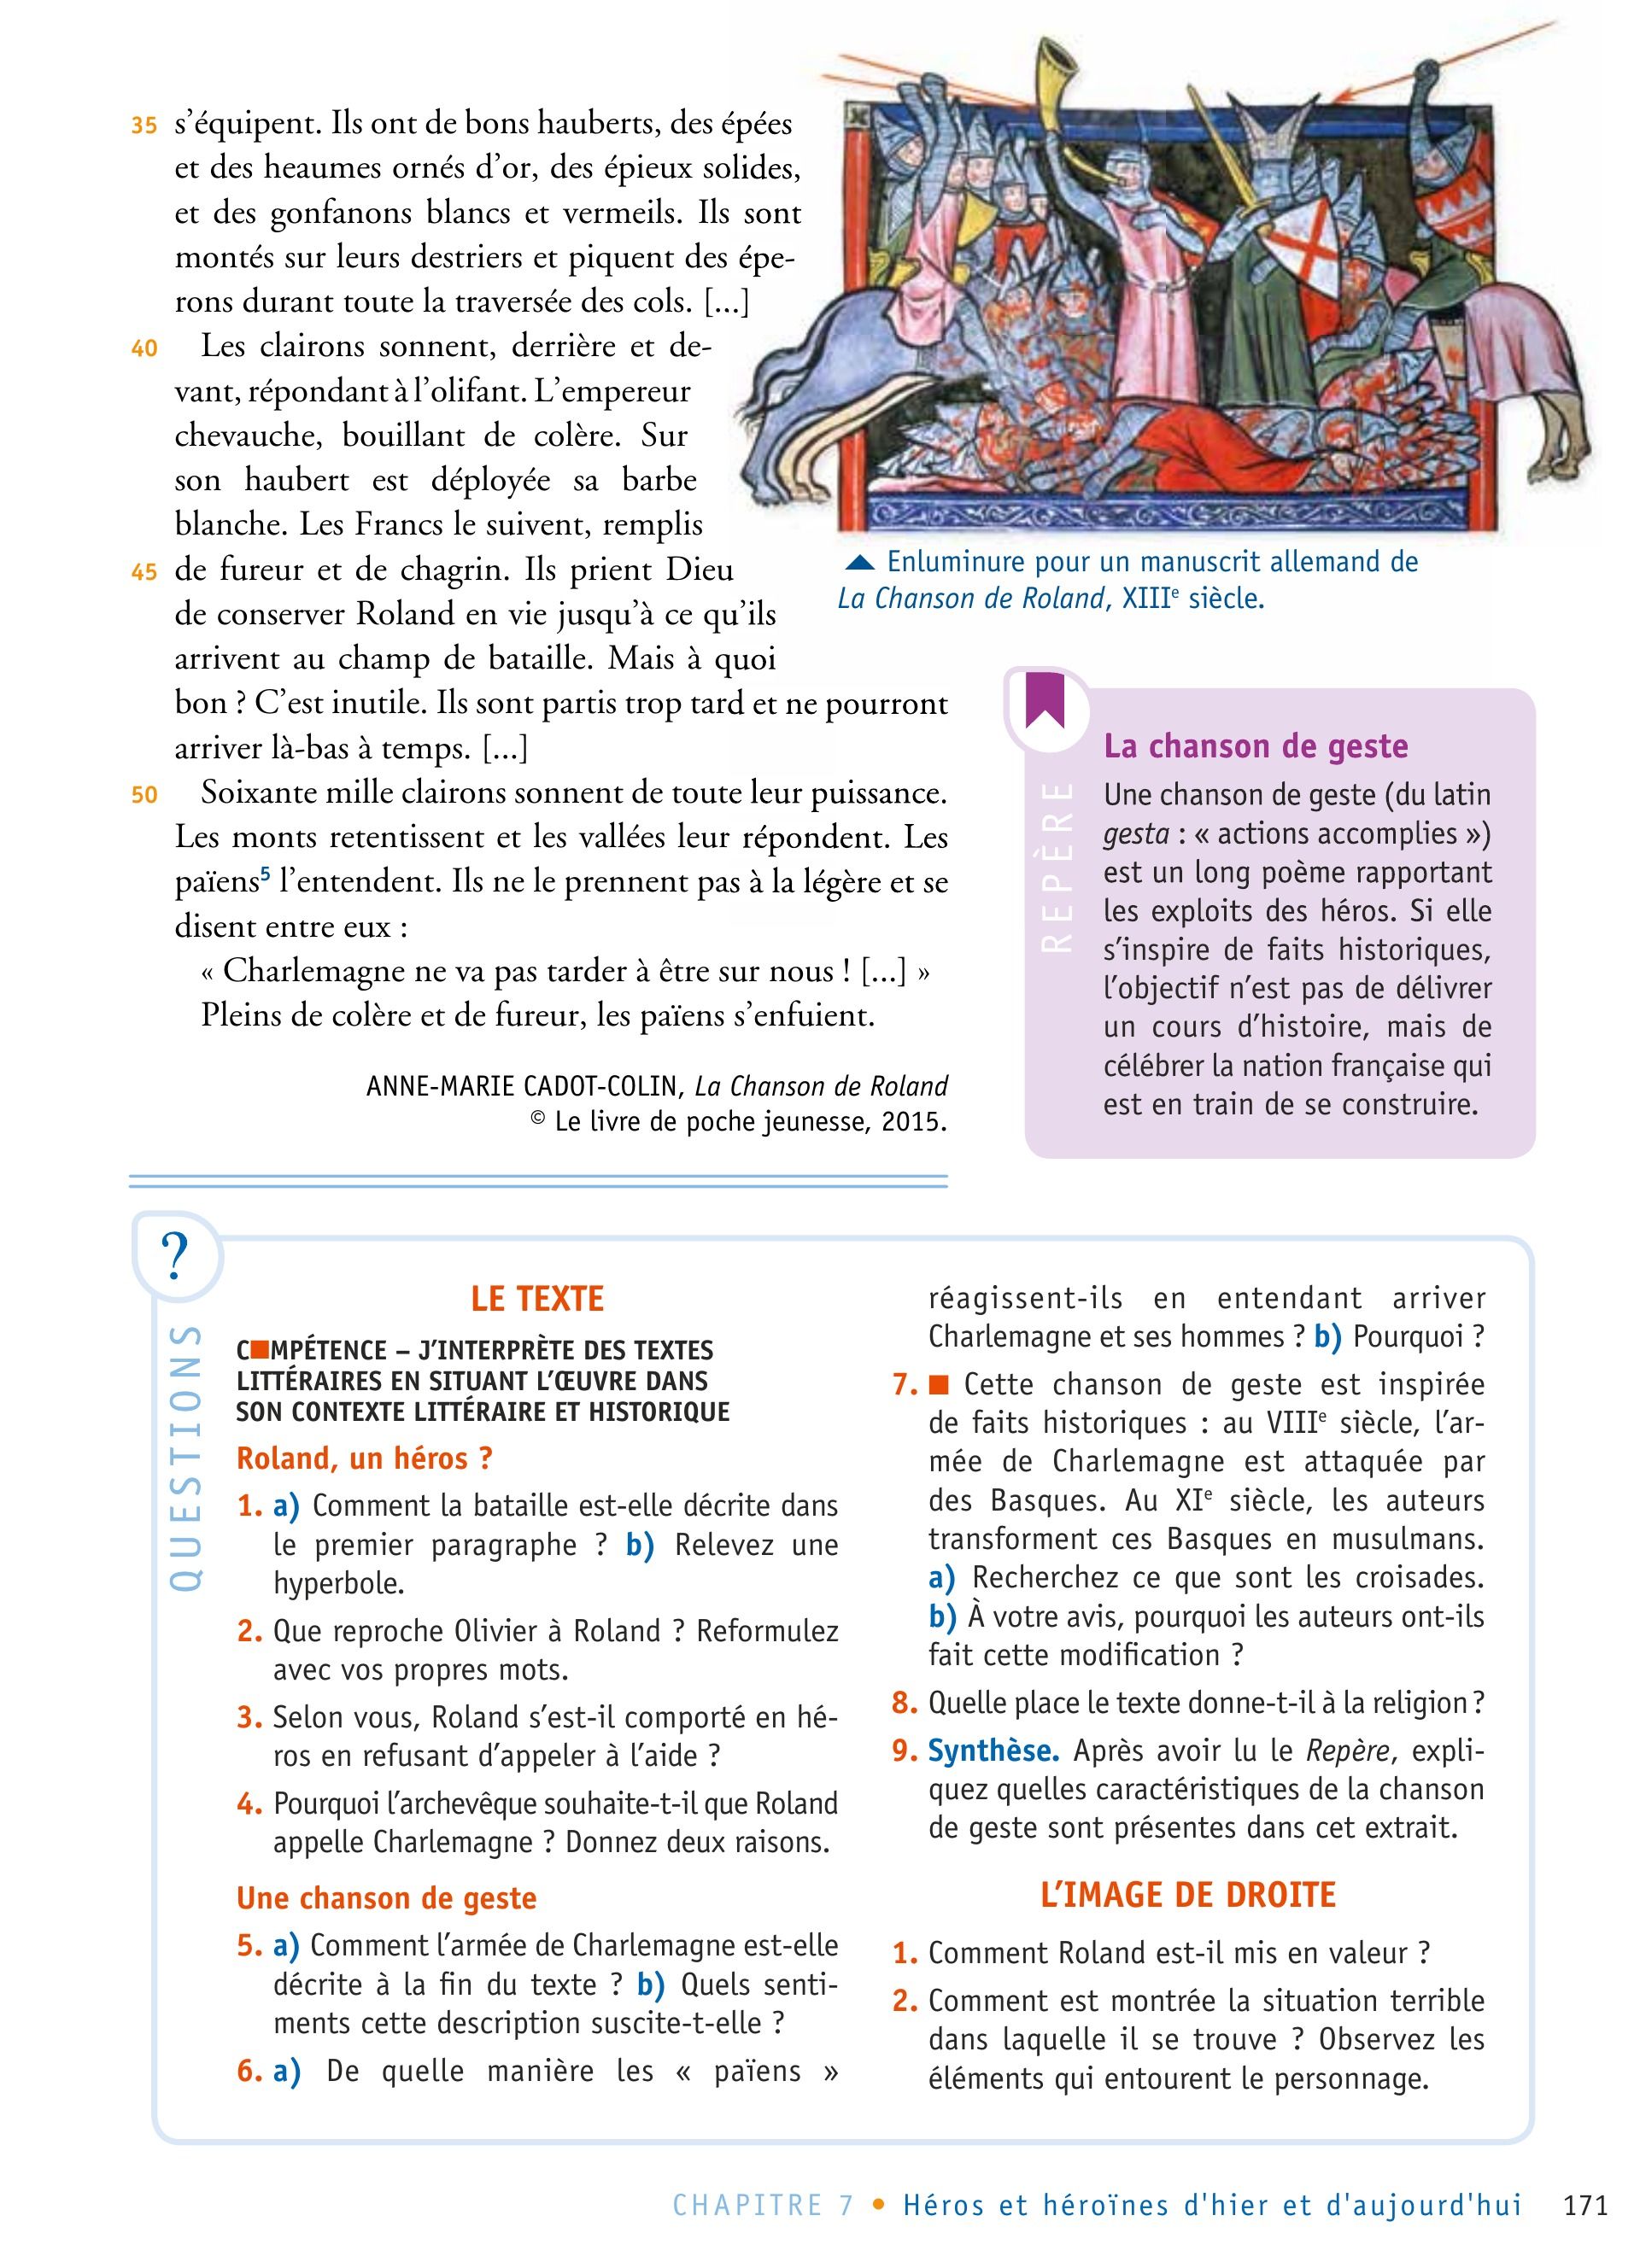 35 s’équipent. Ils ont de bons hauberts, des épées
et des heaumes ornés d’or, des épieux solides,
et des gonfanons blancs et vermeils. Ils sont
montés sur leurs destriers et piquent des épe-
rons durant toute la traversée des cols. [...]
40 Les clairons sonnent, derrière et de-
vant, répondant à l’olifant. L’empereur
chevauche, bouillant de colère. Sur
son haubert est déployée sa barbe
blanche. Les Francs le suivent, remplis
45 de fureur et de chagrin. Ils prient Dieu
de conserver Roland en vie jusqu’à ce qu’ils
arrivent au champ de bataille. Mais à quoi
bon ? C’est inutile. Ils sont partis trop tard et ne pourront
arriver là-bas à temps. [...]
50 Soixante mille clairons sonnent de toute leur puissance.
Les monts retentissent et les vallées leur répondent. Les
païens⁵ l’entendent. Ils ne le prennent pas à la légère et se
disent entre eux :
« Charlemagne ne va pas tarder à être sur nous ! [...] »
Pleins de colère et de fureur, les païens s’enfuient.
ANNE-MARIE CADOT-COLIN, La Chanson de Roland
© Le livre de poche jeunesse, 2015.
▲ Enluminure pour un manuscrit allemand de
La Chanson de Roland, XIIIe siècle.
REPÈRE
La chanson de geste
Une chanson de geste (du latin
gesta : « actions accomplies »)
est un long poème rapportant
les exploits des héros. Si elle
s’inspire de faits historiques,
l’objectif n’est pas de délivrer
un cours d’histoire, mais de
célébrer la nation française qui
est en train de se construire.
?
QUESTIONS
LE TEXTE
C■MPÉTENCE – J’INTERPRÈTE DES TEXTES
LITTÉRAIRES EN SITUANT L’ŒUVRE DANS
SON CONTEXTE LITTÉRAIRE ET HISTORIQUE
Roland, un héros ?
1. a) Comment la bataille est-elle décrite dans
le premier paragraphe ? b) Relevez une
hyperbole.
2. Que reproche Olivier à Roland ? Reformulez
avec vos propres mots.
3. Selon vous, Roland s’est-il comporté en hé-
ros en refusant d’appeler à l’aide ?
4. Pourquoi l’archevêque souhaite-t-il que Roland
appelle Charlemagne ? Donnez deux raisons.
Une chanson de geste
5. a) Comment l’armée de Charlemagne est-elle
décrite à la fin du texte ? b) Quels senti-
ments cette description suscite-t-elle ?
6. a) De quelle manière les « païens »
réagissent-ils en entendant arriver
Charlemagne et ses hommes ? b) Pourquoi ?
7. ■ Cette chanson de geste est inspirée
de faits historiques : au VIIIe siècle, l’ar-
mée de Charlemagne est attaquée par
des Basques. Au XIe siècle, les auteurs
transforment ces Basques en musulmans.
a) Recherchez ce que sont les croisades.
b) À votre avis, pourquoi les auteurs ont-ils
fait cette modification ?
8. Quelle place le texte donne-t-il à la religion ?
9. Synthèse. Après avoir lu le Repère, expli-
quez quelles caractéristiques de la chanson
de geste sont présentes dans cet extrait.
L’IMAGE DE DROITE
1. Comment Roland est-il mis en valeur ?
2. Comment est montrée la situation terrible
dans laquelle il se trouve ? Observez les
éléments qui entourent le personnage.
CHAPITRE 7 • Héros et héroïnes d'hier et d'aujourd'hui 171